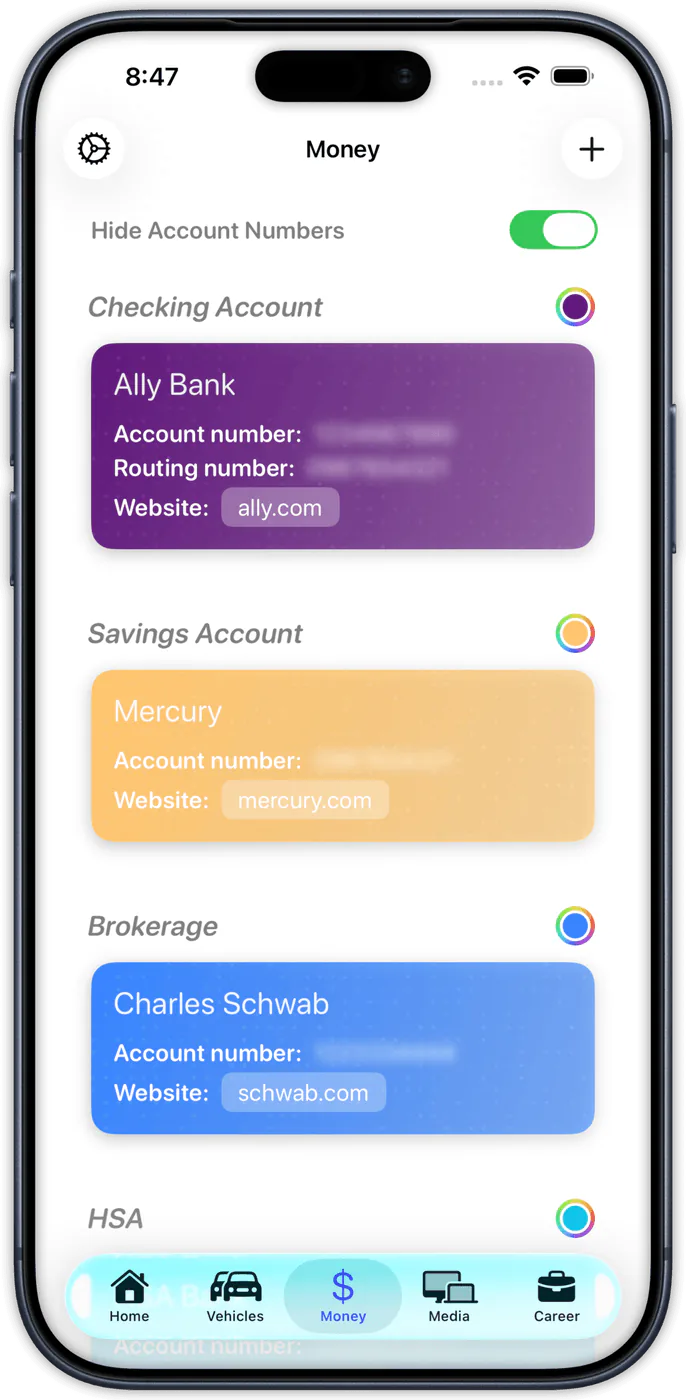 8:47
Money
Hide Account Numbers
Checking Account
Ally Bank
Account number:
Routing number:
Website: ally.com
Savings Account
Mercury
Account number:
Website: mercury.com
Brokerage
Charles Schwab
Account number:
Website: schwab.com
HSA
Home Vehicles Money Media Career
Account number: